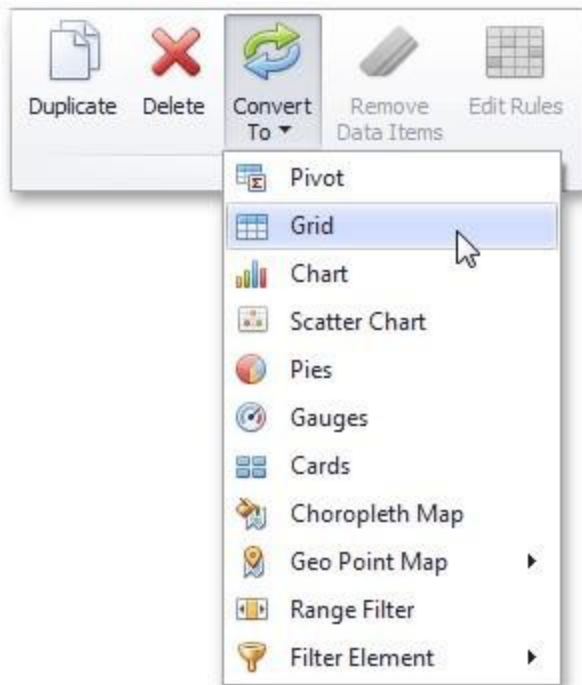 Duplicate Delete Convert To Remove Data Items Edit Rules
Pivot
Grid
Chart
Scatter Chart
Pies
Gauges
Cards
Choropleth Map
Geo Point Map
Range Filter
Filter Element